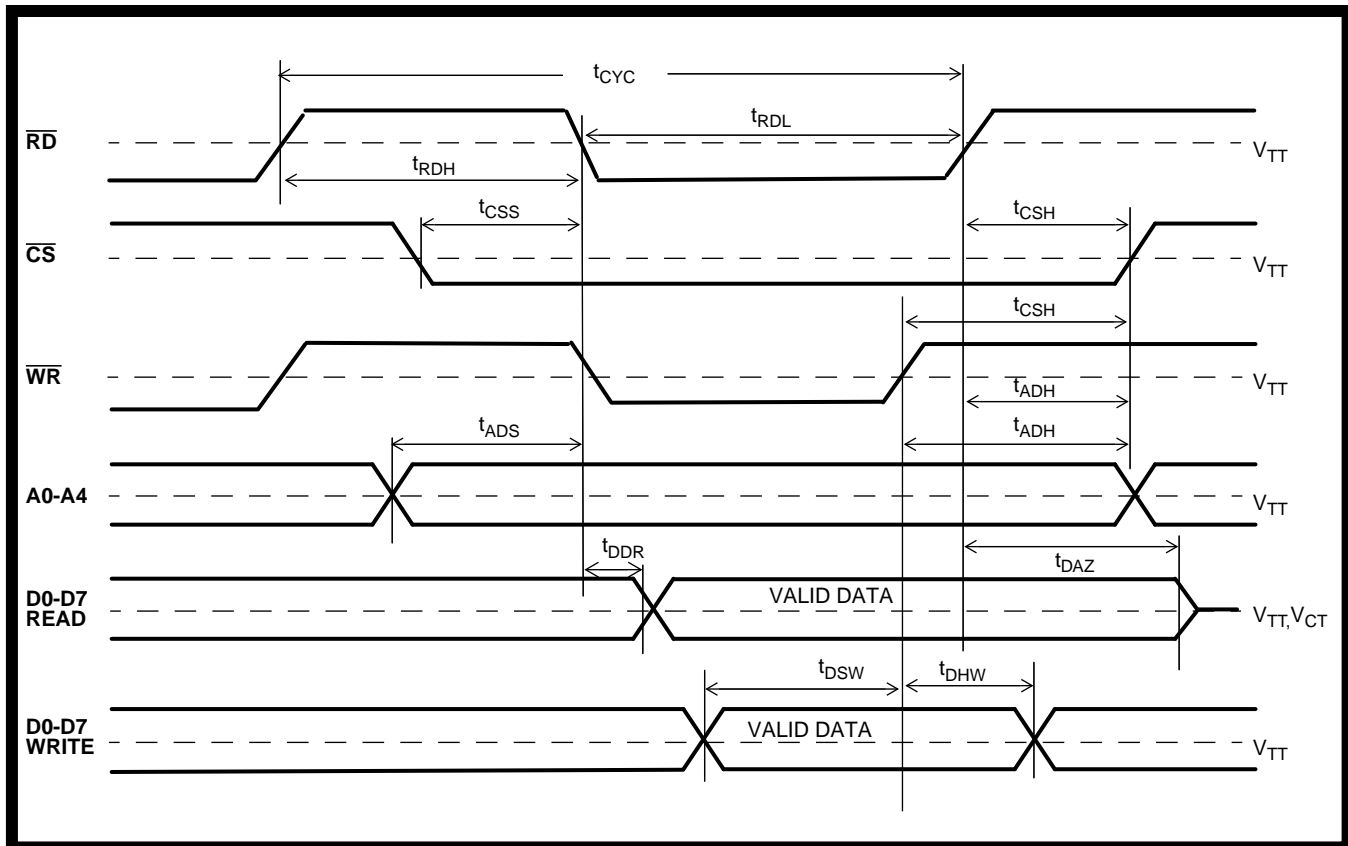 tCYC
tRDL
RD
VTT
tRDH
tCSS
tCSH
CS
VTT
tCSH
WR
VTT
tADH
tADS
tADH
A0-A4
VTT
tDDR
tDAZ
D0-D7
READ
VALID DATA
VTT,VCT
tDSW
tDHW
D0-D7
WRITE
VALID DATA
VTT